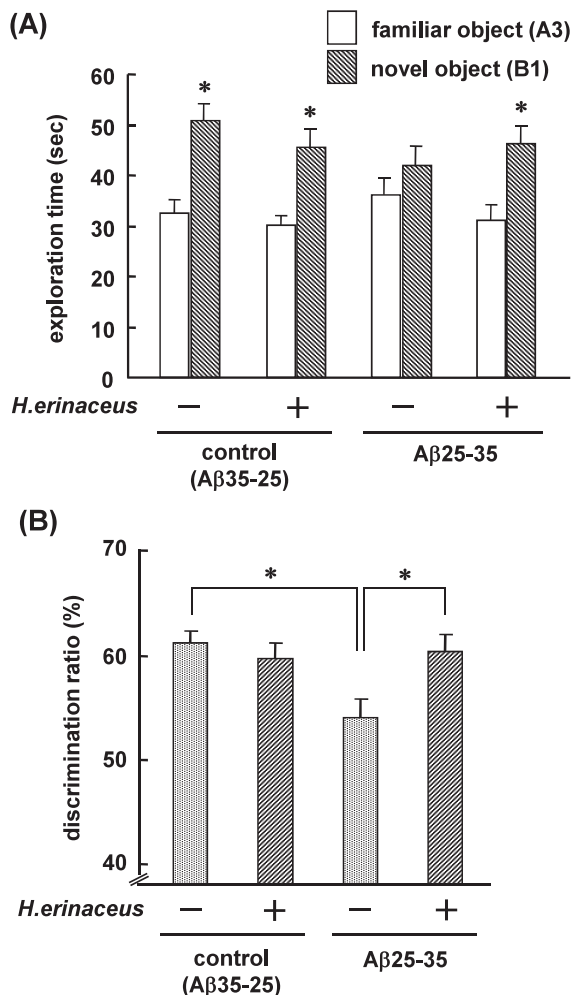 (A)
familiar object (A3)
novel object (B1)
exploration time (sec)
60
50
40
30
20
10
0
* * *
H.erinaceus − + − +
control
(Aβ35-25)
Aβ25-35
(B)
discrimination ratio (%)
70
60
50
40
* *
H.erinaceus − + − +
control
(Aβ35-25)
Aβ25-35